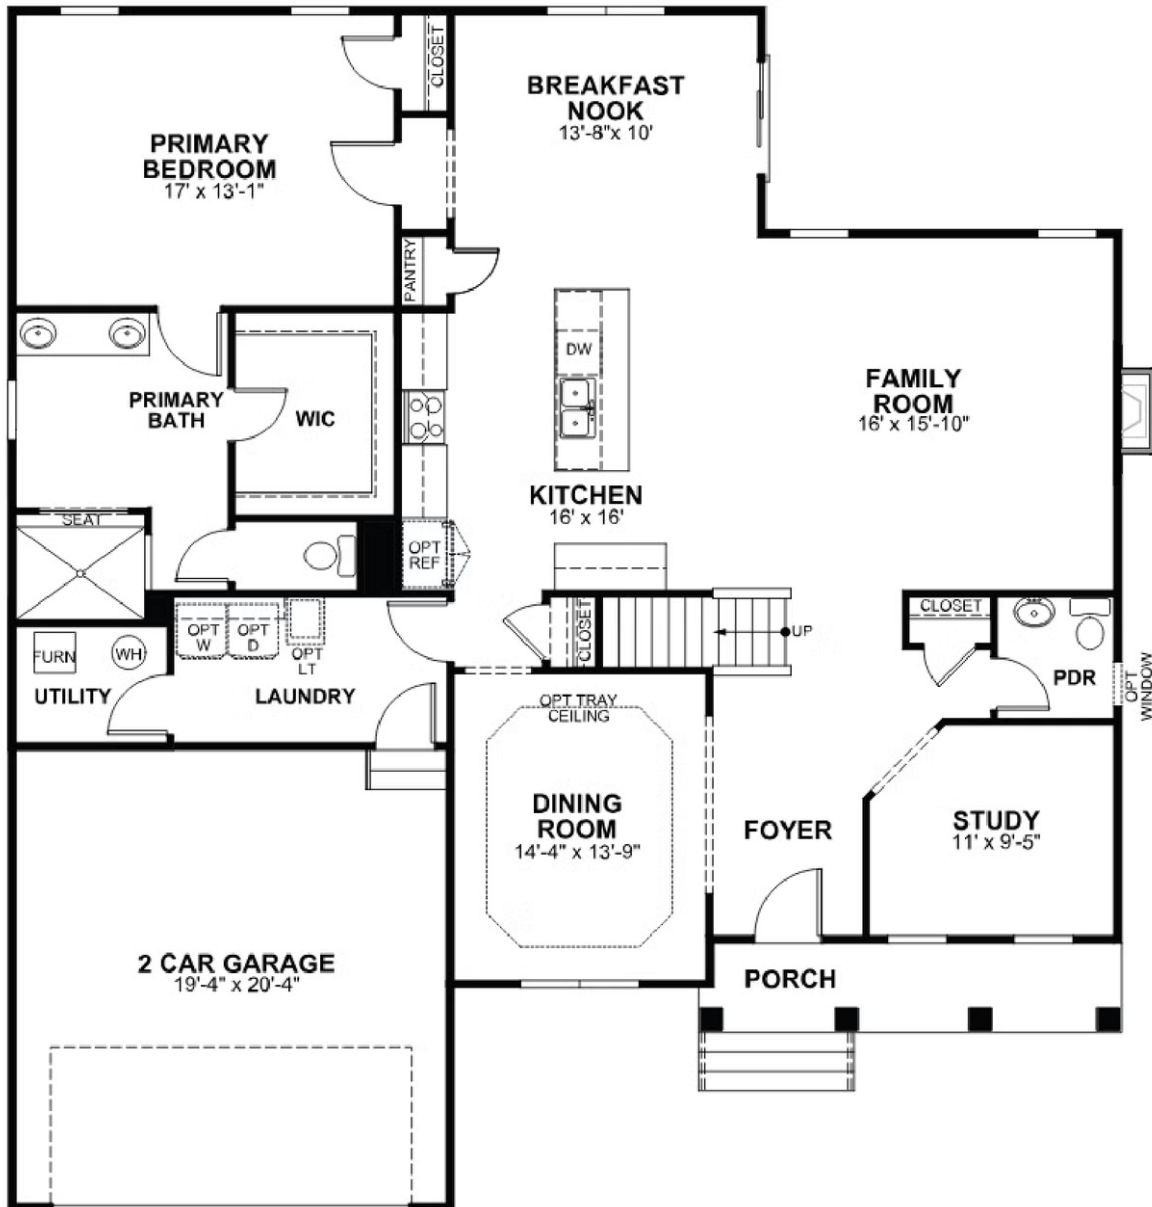 CLOSET
BREAKFAST
NOOK
13'-8"x 10'
PRIMARY
BEDROOM
17' x 13'-1"
PANTRY
DW
PRIMARY
BATH
WIC
FAMILY
ROOM
16' x 15'-10"
KITCHEN
16' x 16'
SEAT
OPT
REF
CLOSET
CLOSET
UP
OPT
W
OPT
D
OPT
LT
FURN
WH
UTILITY
LAUNDRY
PDR
OPT
WINDOW
OPT TRAY
CEILING
DINING
ROOM
14'-4" x 13'-9"
FOYER
STUDY
11' x 9'-5"
2 CAR GARAGE
19'-4" x 20'-4"
PORCH